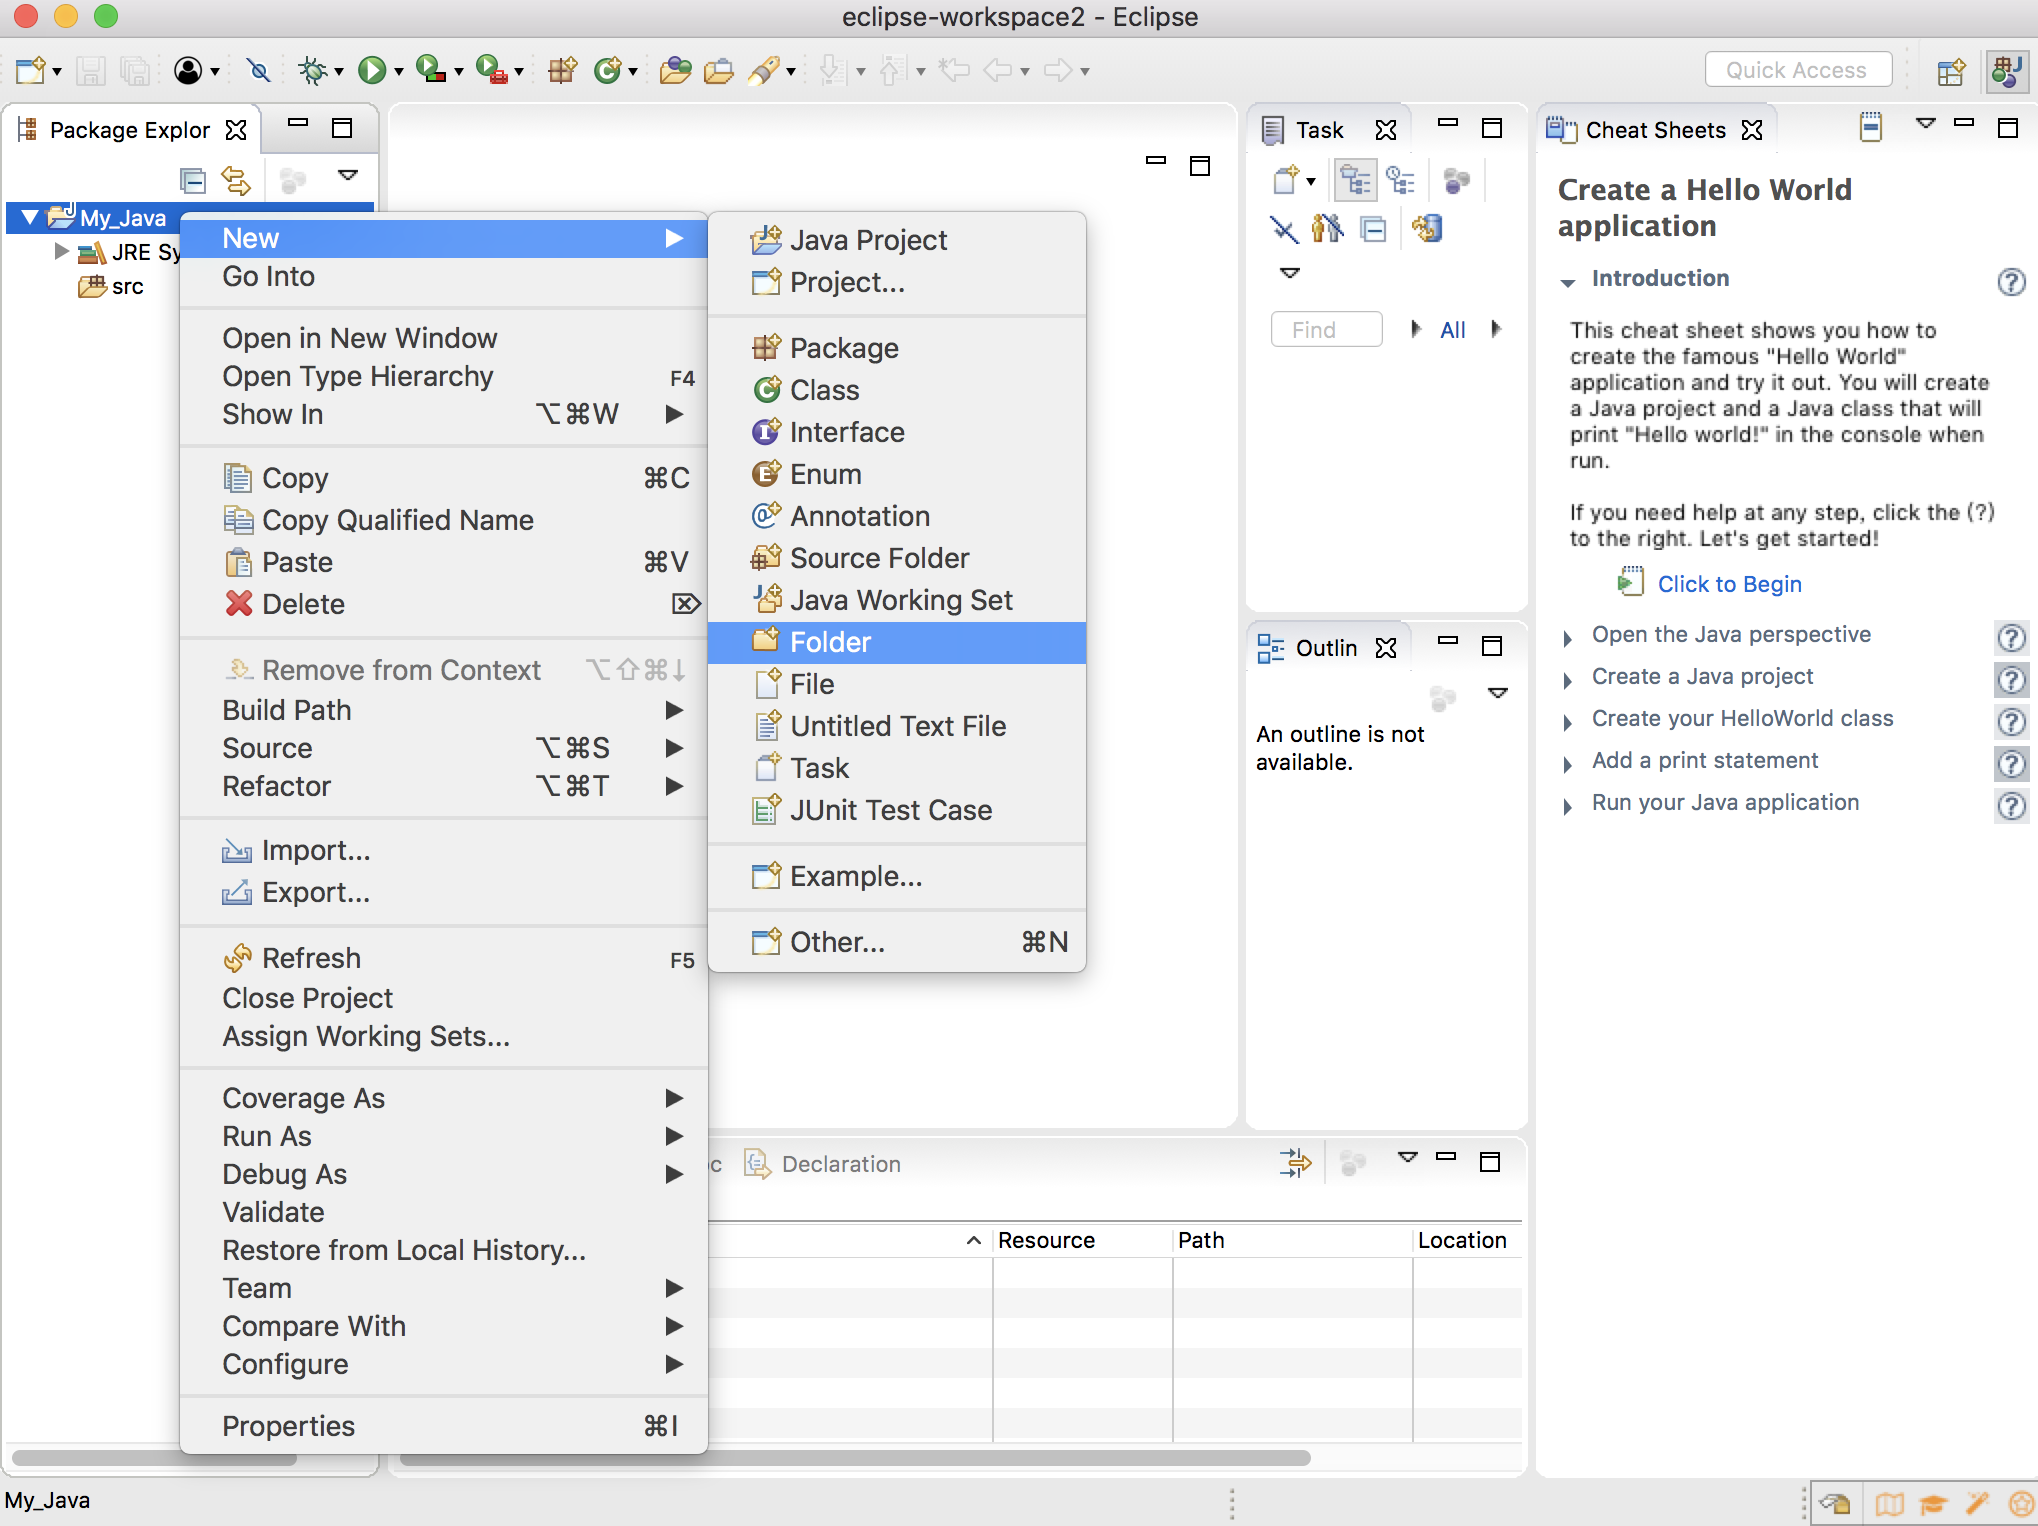 eclipse-workspace2 - Eclipse
Quick Access
Package Explor
My_Java
JRE Sy
src
New
Go Into
Open in New Window
Open Type Hierarchy F4
Show In ⌥⌘W
Copy ⌘C
Copy Qualified Name
Paste ⌘V
Delete ⌦
Remove from Context ⌥⇧⌘↓
Build Path
Source ⌥⌘S
Refactor ⌥⌘T
Import...
Export...
Refresh F5
Close Project
Assign Working Sets...
Coverage As
Run As
Debug As
Validate
Restore from Local History...
Team
Compare With
Configure
Properties ⌘I
Java Project
Project...
Package
Class
Interface
Enum
Annotation
Source Folder
Java Working Set
Folder
File
Untitled Text File
Task
JUnit Test Case
Example...
Other... ⌘N
Task
Find
All
Outlin
An outline is not
available.
Cheat Sheets
Create a Hello World
application
Introduction
This cheat sheet shows you how to
create the famous "Hello World"
application and try it out. You will create
a Java project and a Java class that will
print "Hello world!" in the console when
run.
If you need help at any step, click the (?)
to the right. Let's get started!
Click to Begin
Open the Java perspective
Create a Java project
Create your HelloWorld class
Add a print statement
Run your Java application
c Declaration
Resource Path Location
My_Java